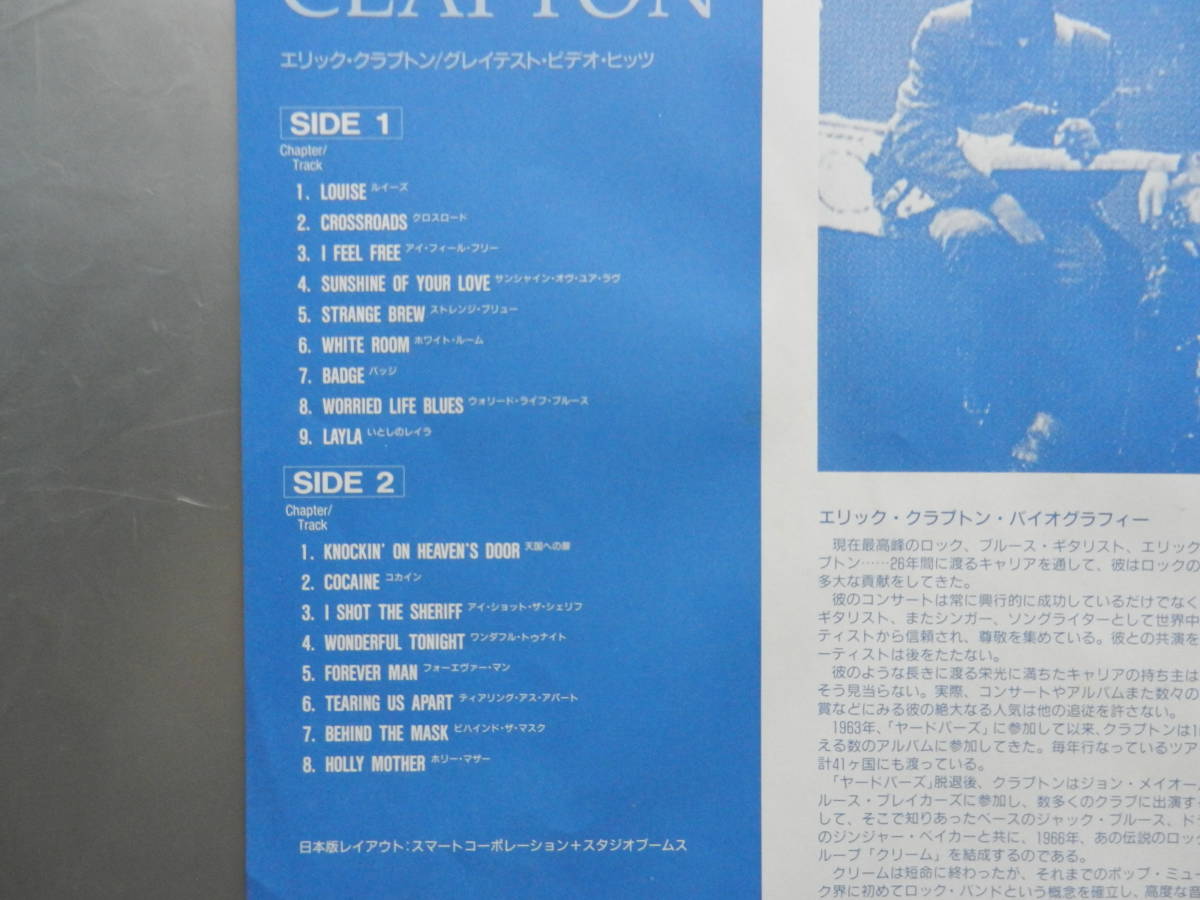 CLAPTON
エリック・クラプトン/グレイテスト・ビデオ・ヒッツ
SIDE 1
Chapter/
Track
1. LOUISE ルイーズ
2. CROSSROADS クロスロード
3. I FEEL FREE アイ・フィール・フリー
4. SUNSHINE OF YOUR LOVE サンシャイン・オヴ・ユア・ラヴ
5. STRANGE BREW ストレンジ・ブリュー
6. WHITE ROOM ホワイト・ルーム
7. BADGE バッジ
8. WORRIED LIFE BLUES ウォリード・ライフ・ブルース
9. LAYLA いとしのレイラ
SIDE 2
Chapter/
Track
1. KNOCKIN' ON HEAVEN'S DOOR 天国への扉
2. COCAINE コカイン
3. I SHOT THE SHERIFF アイ・ショット・ザ・シェリフ
4. WONDERFUL TONIGHT ワンダフル・トゥナイト
5. FOREVER MAN フォーエヴァー・マン
6. TEARING US APART ティアリング・アス・アパート
7. BEHIND THE MASK ビハインド・ザ・マスク
8. HOLLY MOTHER ホリー・マザー
日本版レイアウト：スマートコーポレーション＋スタジオブームス
エリック・クラプトン・バイオグラフィー
現在最高峰のロック、ブルース・ギタリスト、エリック
プトン……26年間に渡るキャリアを通して、彼はロックの
多大な貢献をしてきた。
彼のコンサートは常に興行的に成功しているだけでなく
ギタリスト、またシンガー、ソングライターとして世界中
ティストから信頼され、尊敬を集めている。彼との共演を
ーティストは後をたたない。
彼のような長きに渡る栄光に満ちたキャリアの持ち主は
そう見当らない。実際、コンサートやアルバムまた数々の
賞などにみる彼の絶大なる人気は他の追従を許さない。
1963年、「ヤードバーズ」に参加して以来、クラプトンは
える数のアルバムに参加してきた。毎年行なっているツア
計41ヶ国にも渡っている。
「ヤードバーズ」脱退後、クラプトンはジョン・メイオー
ルース・ブレイカーズに参加し、数多くのクラブに出演す
して、そこで知りあったベースのジャック・ブルース、ド
のジンジャー・ベイカーと共に、1966年、あの伝説のロッ
ループ「クリーム」を結成するのである。
クリームは短命に終わったが、それまでのポップ・ミュー
ク界に初めてロック・バンドという概念を確立し、高度な音